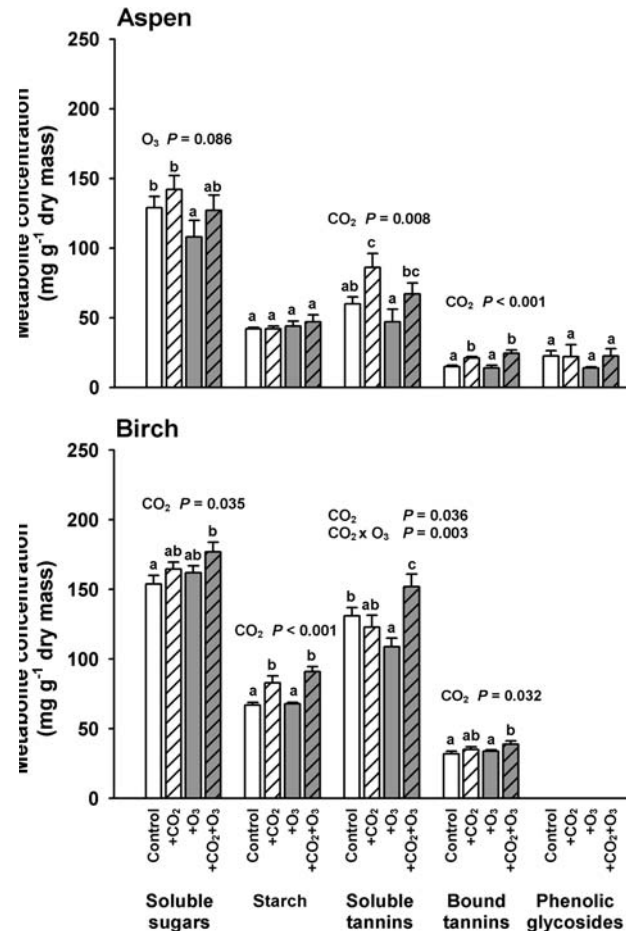 Aspen
Metabolite concentration
(mg g⁻¹ dry mass)
250
200
150
100
50
0
O₃ P = 0.086
b
b
a
ab
a
a
a
a
CO₂ P = 0.008
ab
c
a
bc
CO₂ P < 0.001
a
b
a
b
a
a
a
a
Birch
Metabolite concentration
(mg g⁻¹ dry mass)
250
200
150
100
50
0
CO₂ P = 0.035
a
ab
ab
b
CO₂ P < 0.001
a
b
a
b
CO₂ P = 0.036
CO₂ x O₃ P = 0.003
b
ab
a
c
CO₂ P = 0.032
a
ab
a
b
Control
+CO₂
+O₃
+CO₂+O₃
Control
+CO₂
+O₃
+CO₂+O₃
Control
+CO₂
+O₃
+CO₂+O₃
Control
+CO₂
+O₃
+CO₂+O₃
Control
+CO₂
+O₃
+CO₂+O₃
Soluble
sugars
Starch
Soluble
tannins
Bound
tannins
Phenolic
glycosides